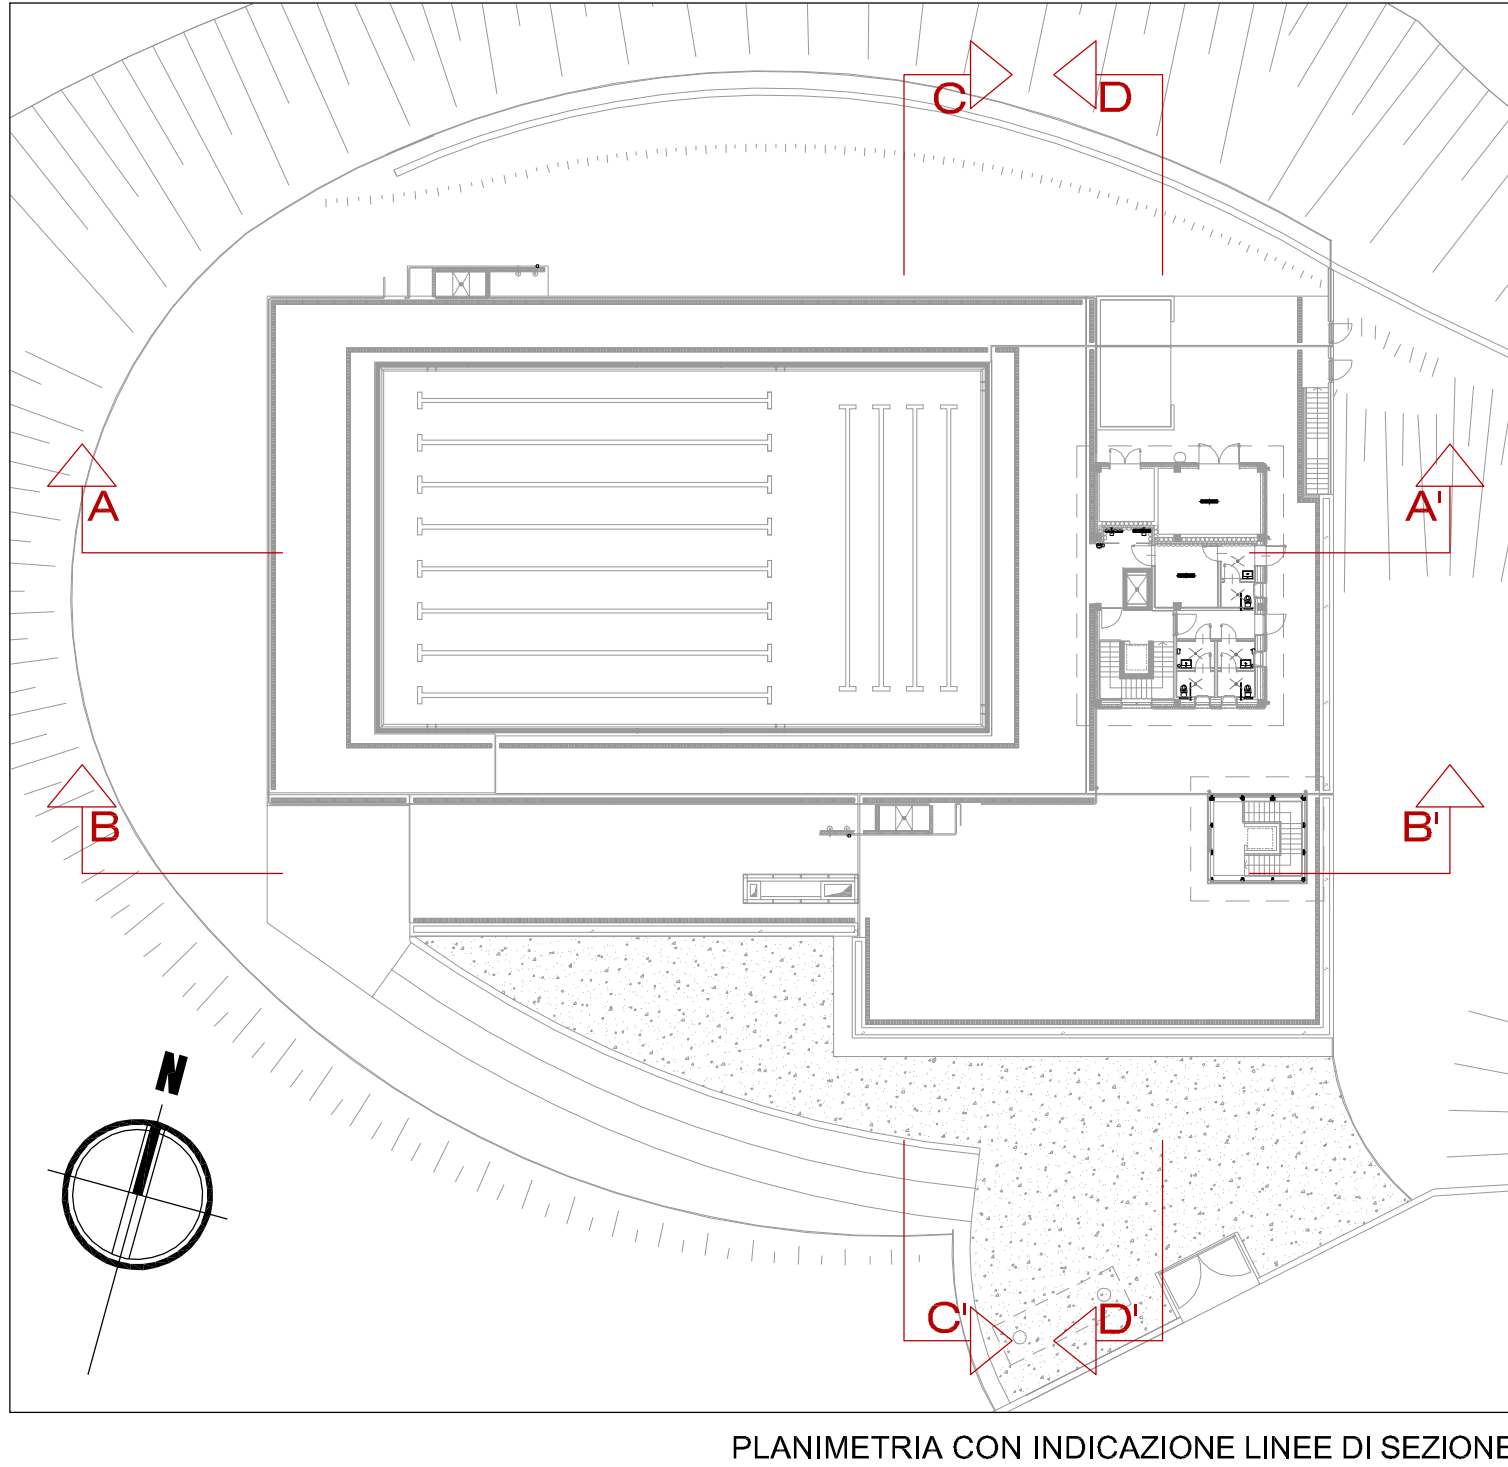 C D
A A'
B B'
N
C' D'
PLANIMETRIA CON INDICAZIONE LINEE DI SEZIONE